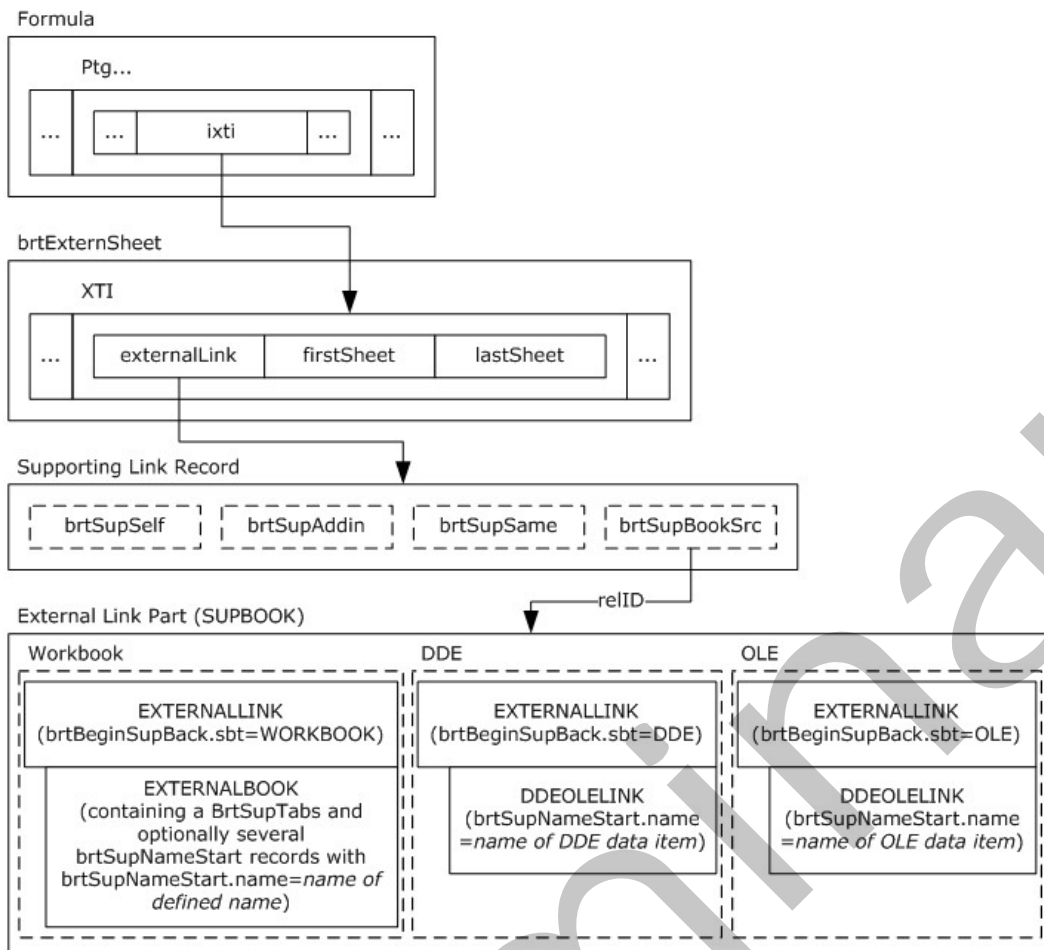 Formula
Ptg...
... ... ixti ... ...
brtExternSheet
XTI
... externalLink firstSheet lastSheet ...
Supporting Link Record
brtSupSelf brtSupAddin brtSupSame brtSupBookSrc
relID
External Link Part (SUPBOOK)
Workbook DDE OLE
EXTERNALLINK
(brtBeginSupBack.sbt=WORKBOOK)
EXTERNALBOOK
(containing a BrtSupTabs and
optionally several
brtSupNameStart records with
brtSupNameStart.name=name of
defined name)
EXTERNALLINK
(brtBeginSupBack.sbt=DDE)
DDEOLELINK
(brtSupNameStart.name
=name of DDE data item)
EXTERNALLINK
(brtBeginSupBack.sbt=OLE)
DDEOLELINK
(brtSupNameStart.name
=name of OLE data item)